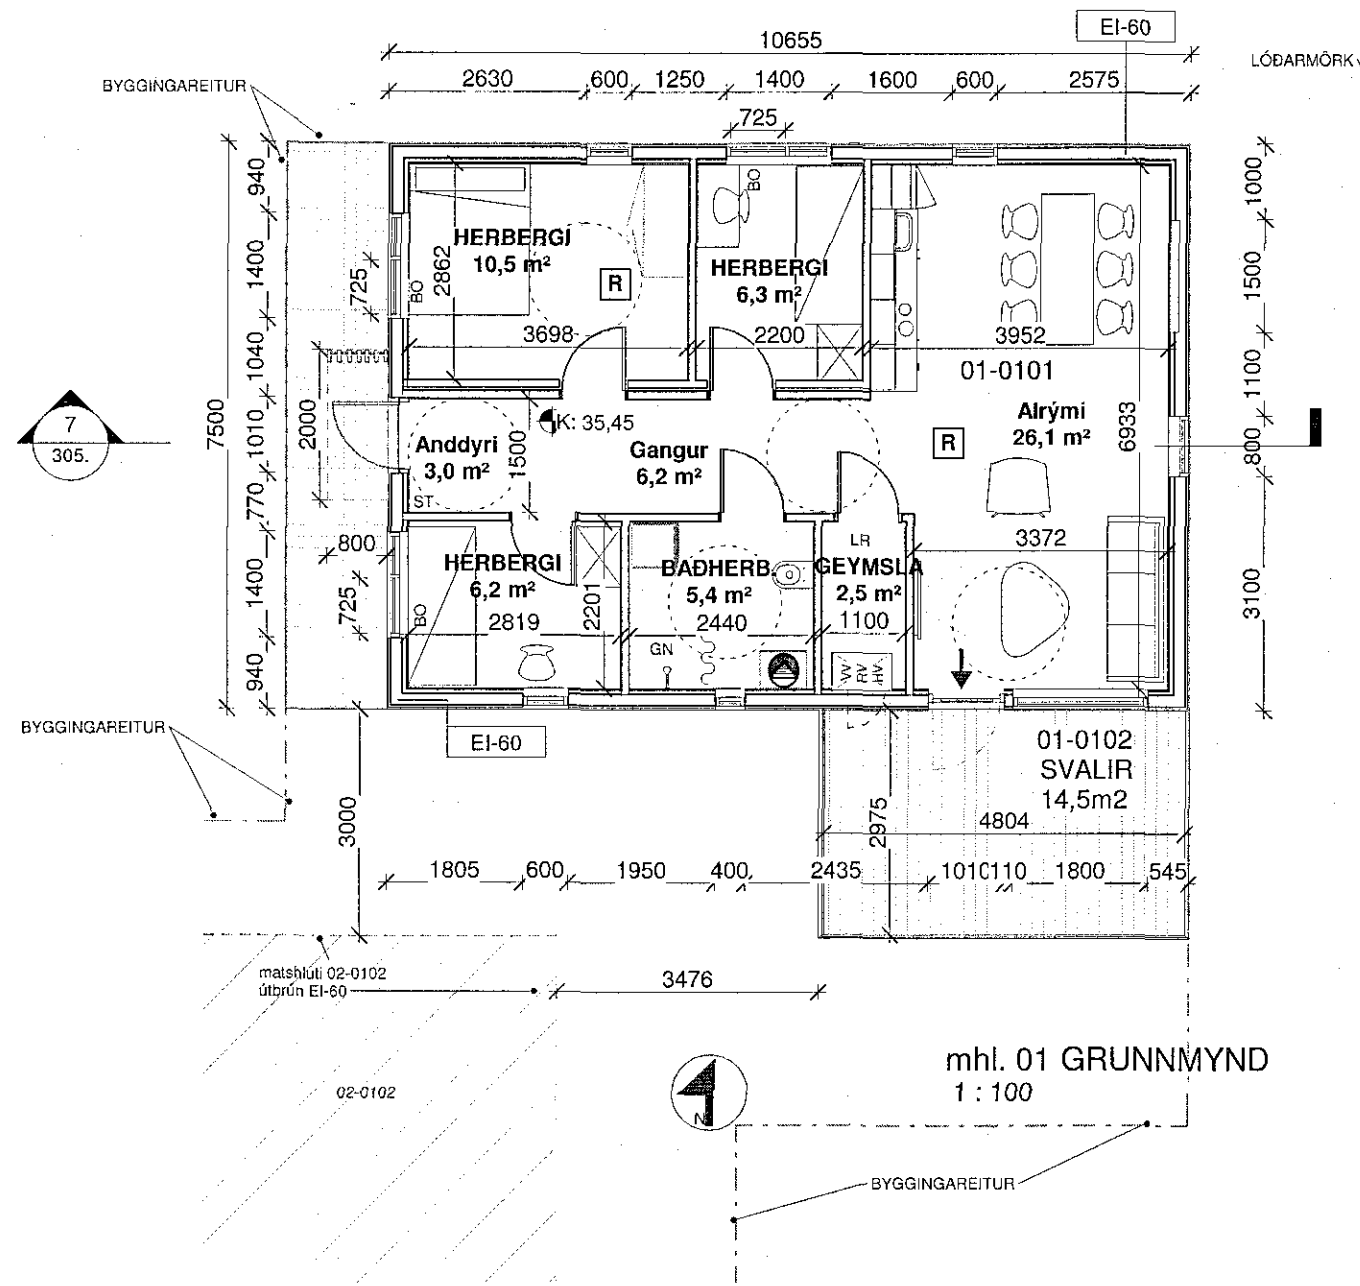 EI-60
10655
LÓÐARMÖRK
BYGGINGAREITUR
2630 600 1250 1400 1600 600 2575
725
940
1400
725
1040
2000
1010
770
800
1400
725
940
7500
1000
1500
1100
800
3100
HERBERGI
10,5 m²
2862
BO
R
3698
HERBERGI
6,3 m²
BO
2200
3952
01-0101
Alrými
26,1 m²
6933
R
7
305.
K: 35,45
Anddyri
3,0 m²
1500
ST
Gangur
6,2 m²
HERBERGI
6,2 m²
2819
2201
BO
BAÐHERB.
5,4 m²
2440
GN
LR
GEYMSLA
2,5 m²
1100
VV
RV
HV
3372
BYGGINGAREITUR
EI-60
01-0102
SVALIR
14,5m2
4804
2975
3000
1805 600 1950 400 2435 1010 110 1800 545
matshluti 02-0102
útbrún EI-60
3476
02-0102
N
mhl. 01 GRUNNMYND
1 : 100
BYGGINGAREITUR